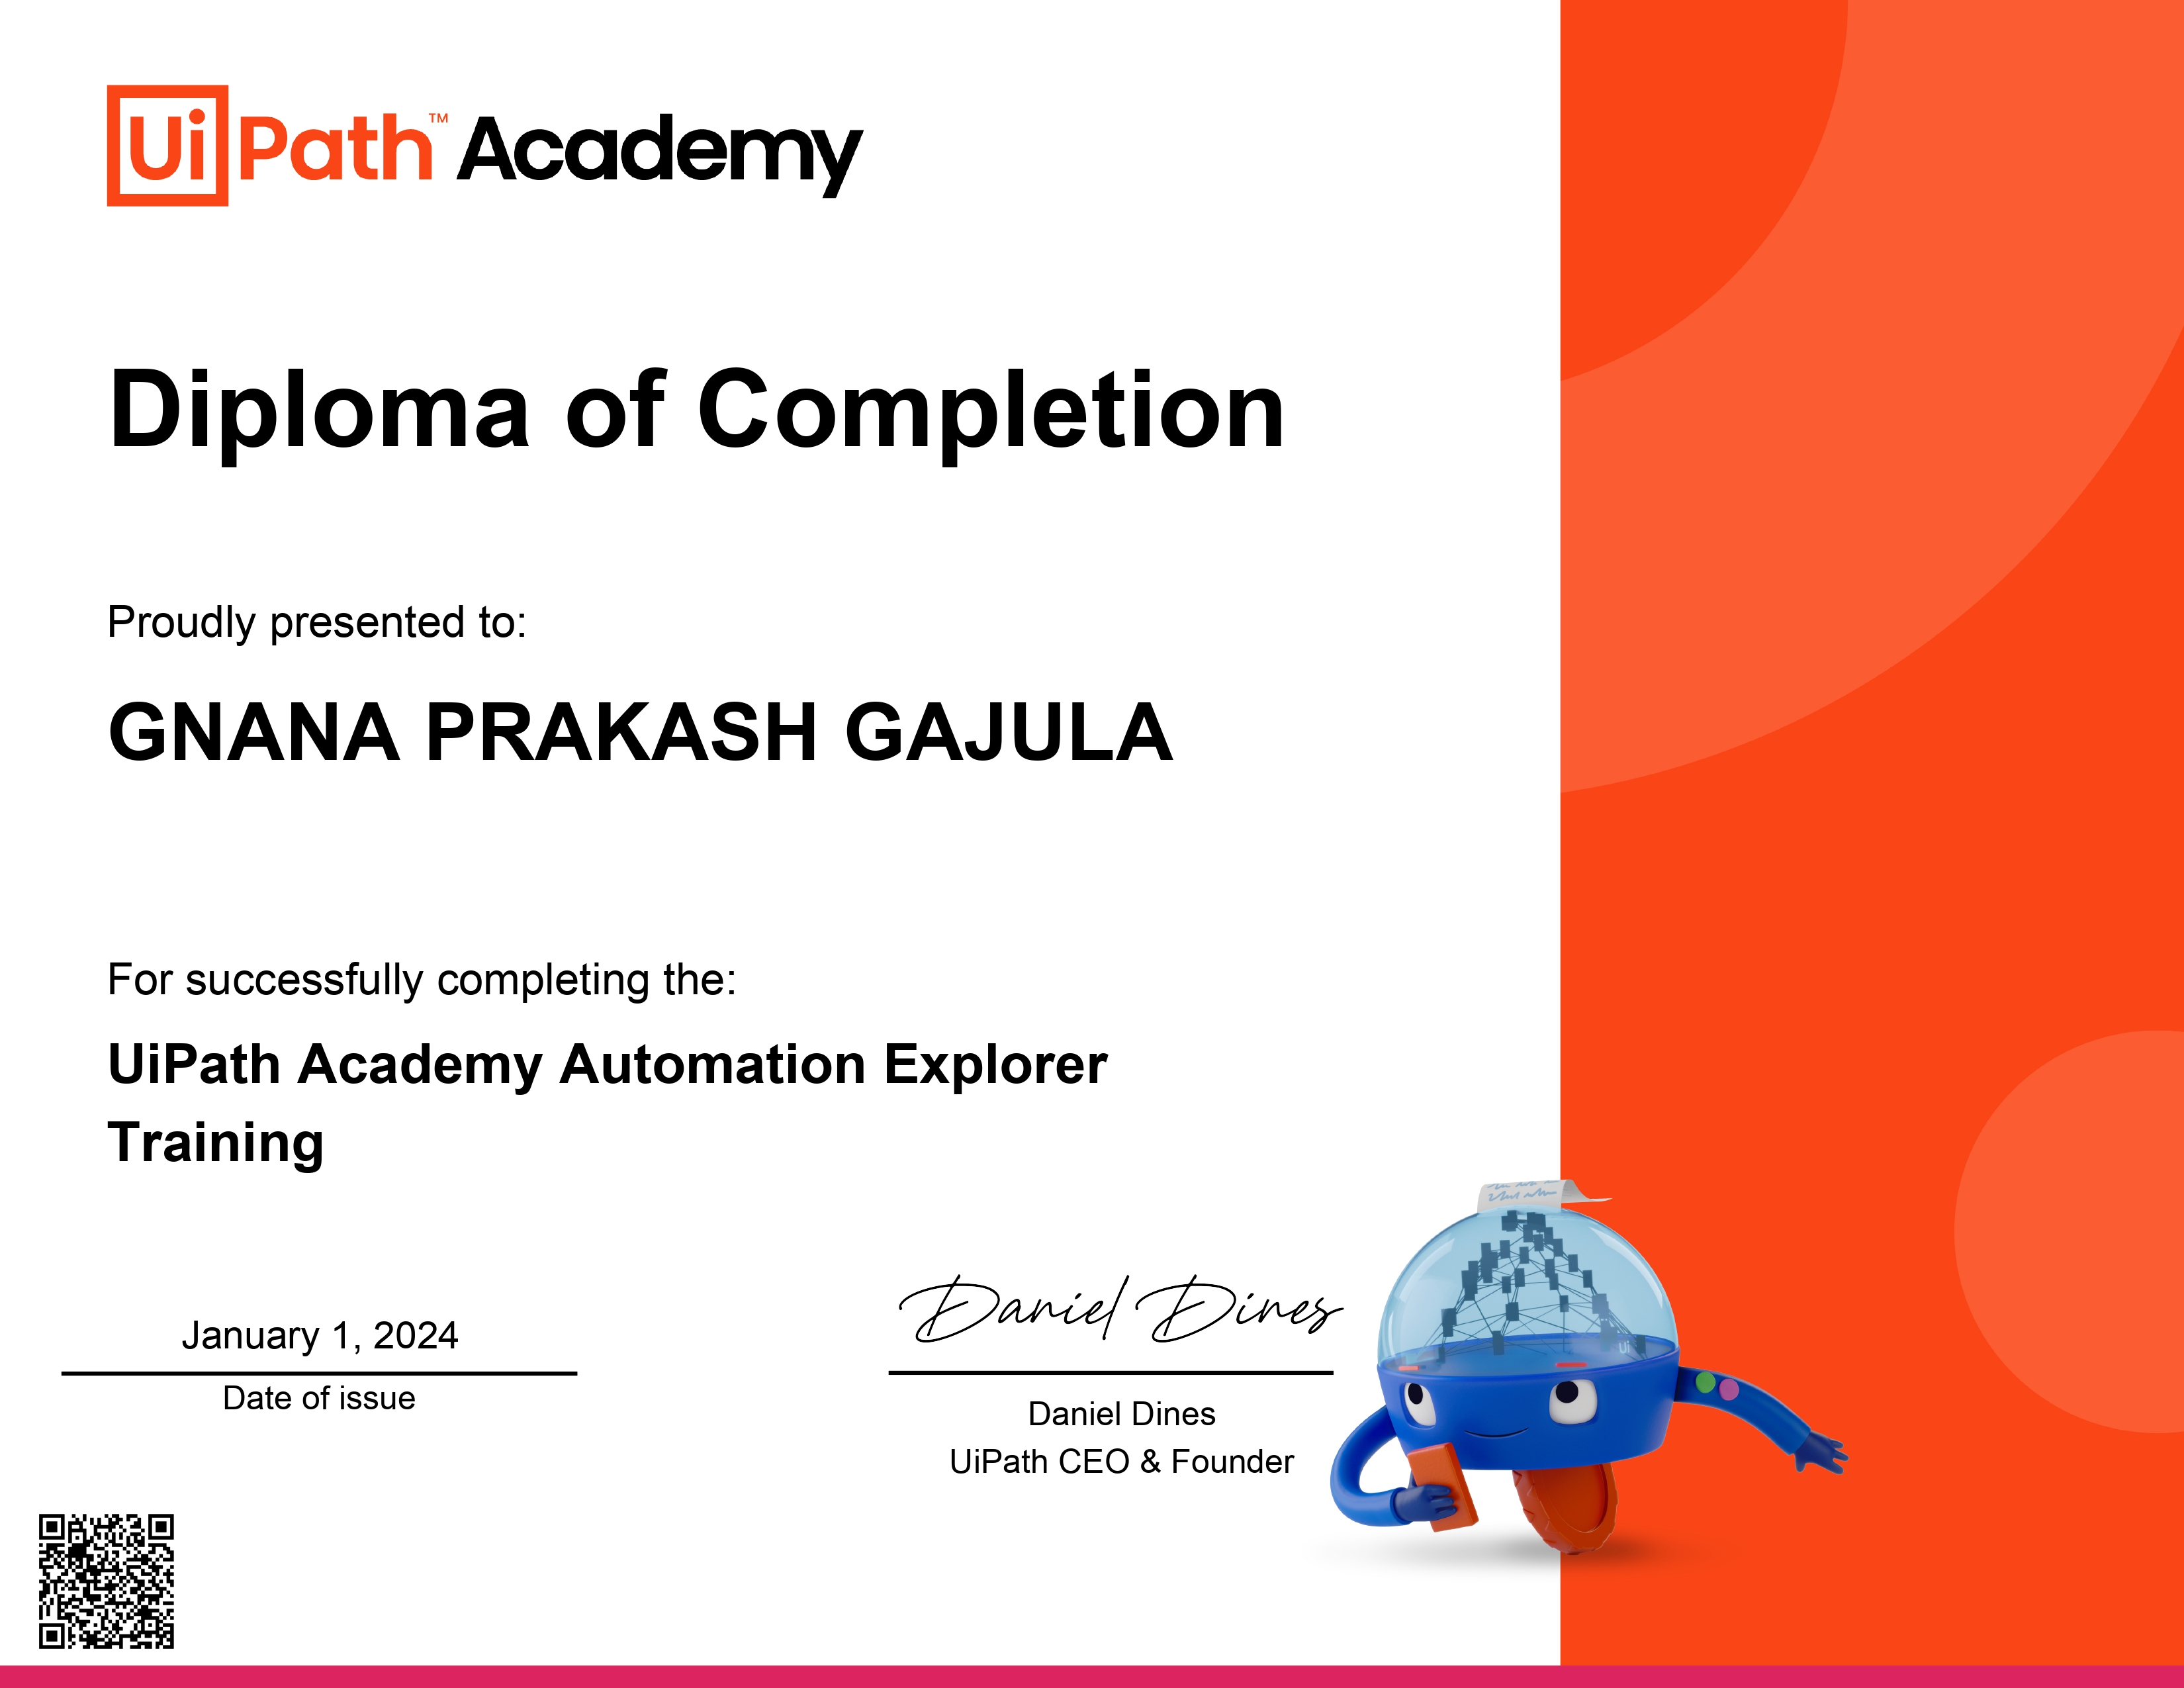 UiPath™ Academy
Diploma of Completion
Proudly presented to:
GNANA PRAKASH GAJULA
For successfully completing the:
UiPath Academy Automation Explorer
Training
January 1, 2024
Date of issue
Daniel Dines
Daniel Dines
UiPath CEO & Founder
Ui